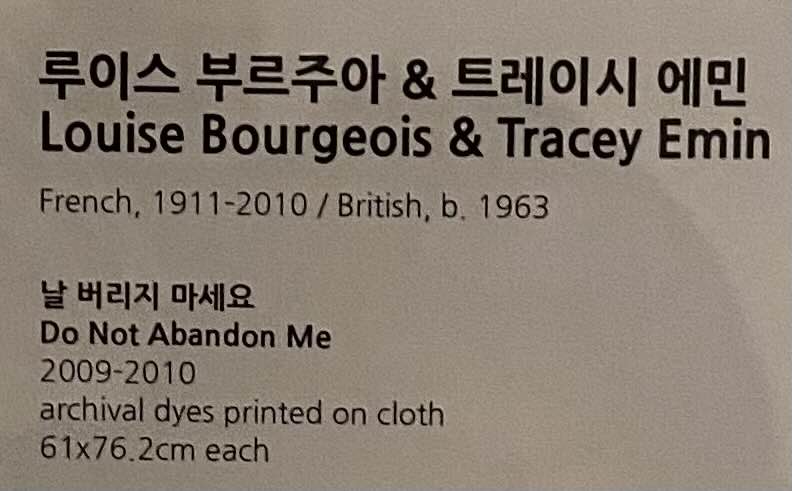 루이스 부르주아 & 트레이시 에민
Louise Bourgeois & Tracey Emin
French, 1911-2010 / British, b. 1963
날 버리지 마세요
Do Not Abandon Me
2009-2010
archival dyes printed on cloth
61x76.2cm each